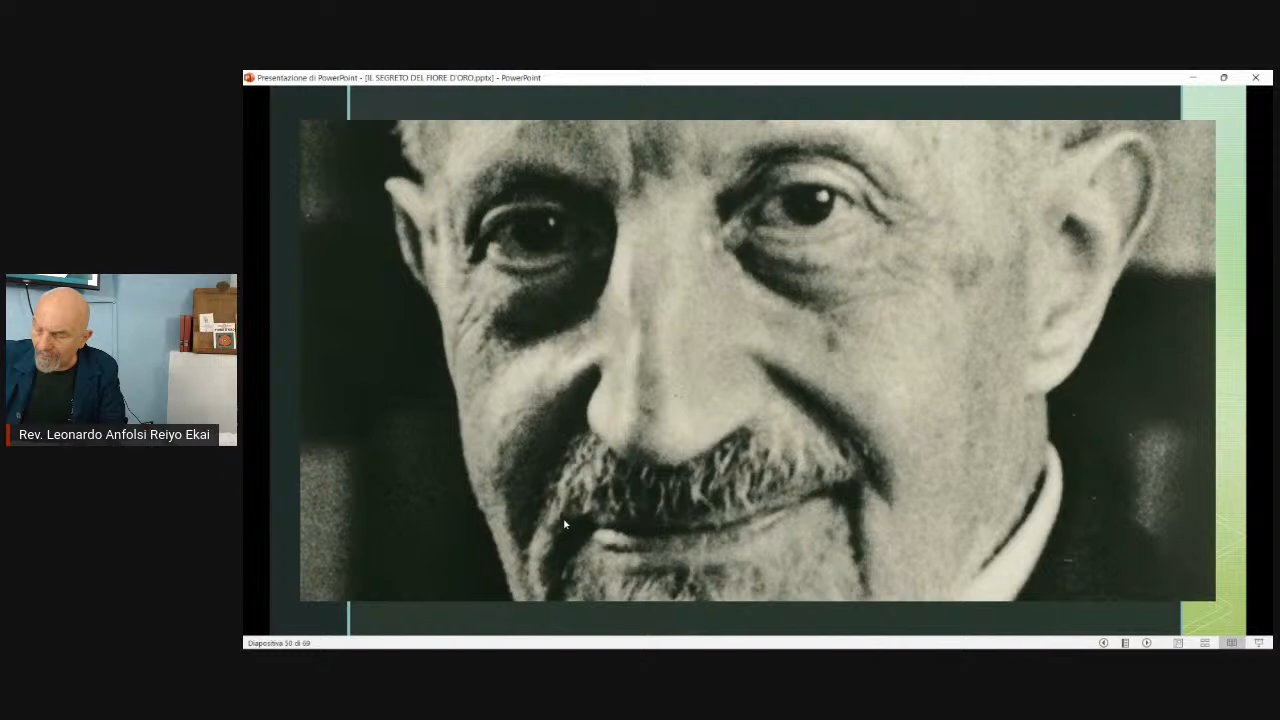 Presentazione di PowerPoint - [IL SEGRETO DEL FIORE D'ORO.pptx] - PowerPoint
Rev. Leonardo Anfolsi Reiyo Ekai
Diapositiva 50 di 69